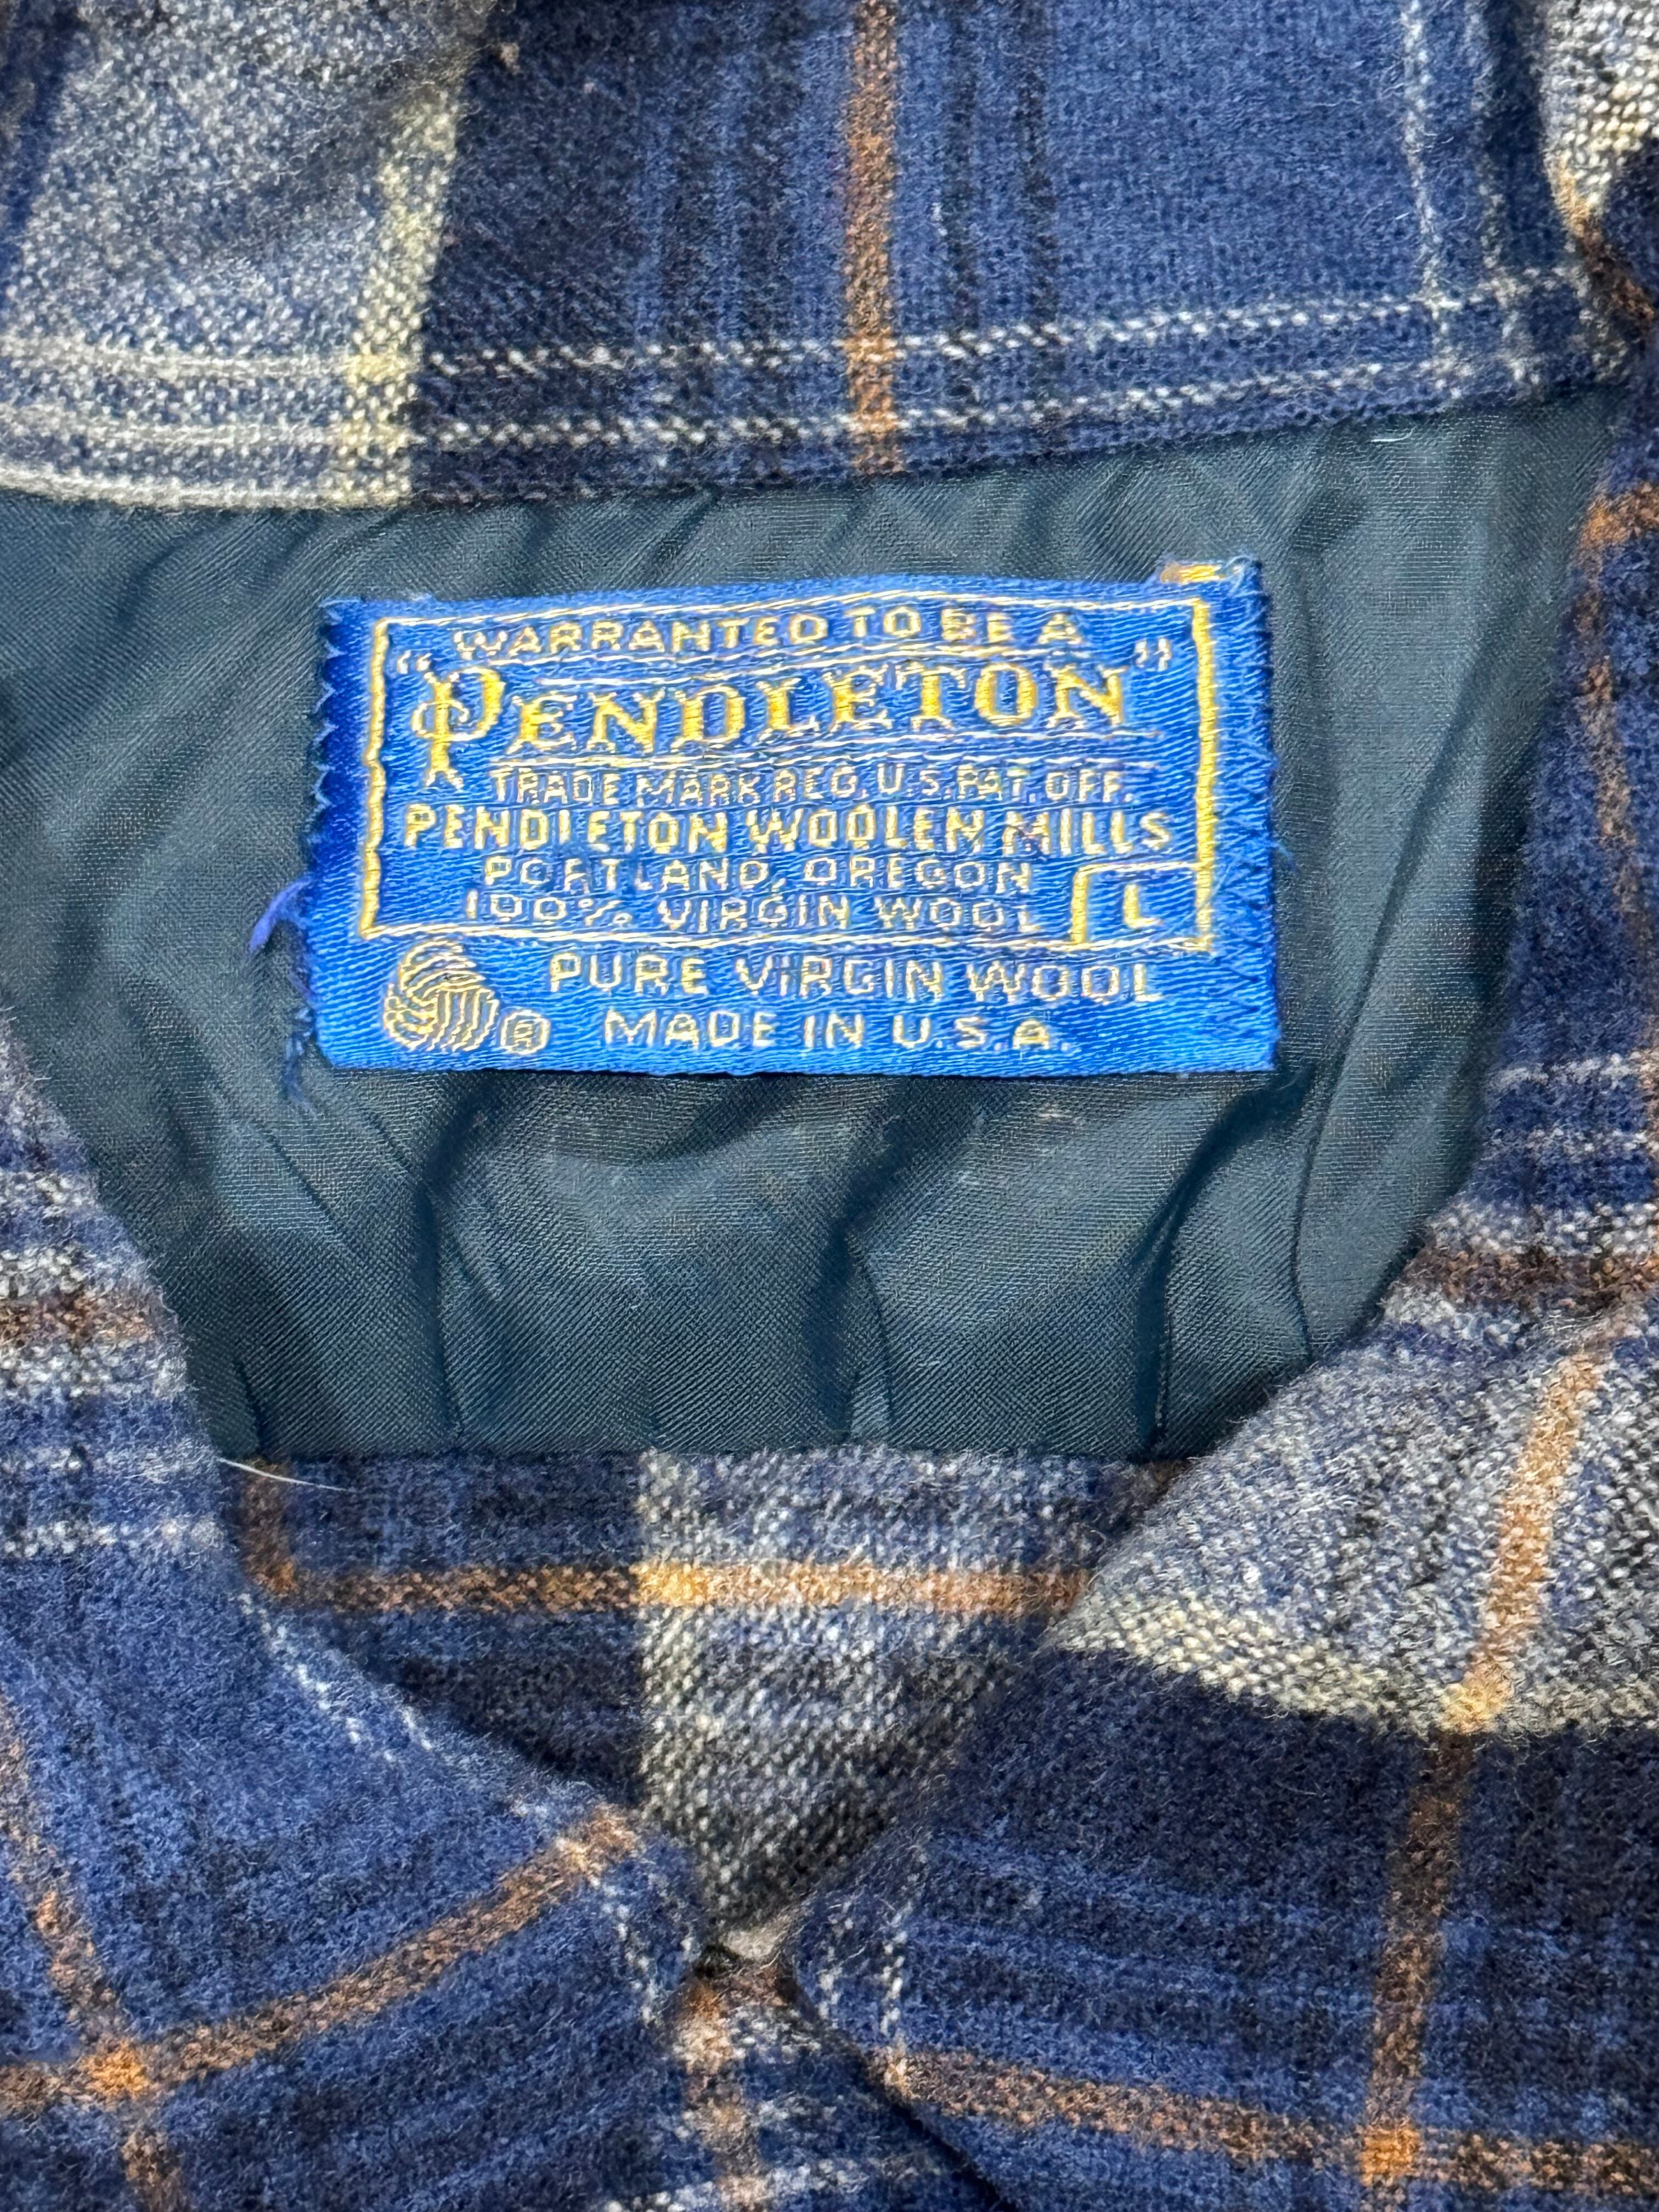 WARRANTED TO BE A
"PENDLETON"
TRADE MARK REG. U.S. PAT. OFF.
PENDLETON WOOLEN MILLS
PORTLAND, OREGON
100% VIRGIN WOOL L
PURE VIRGIN WOOL
® MADE IN U.S.A.